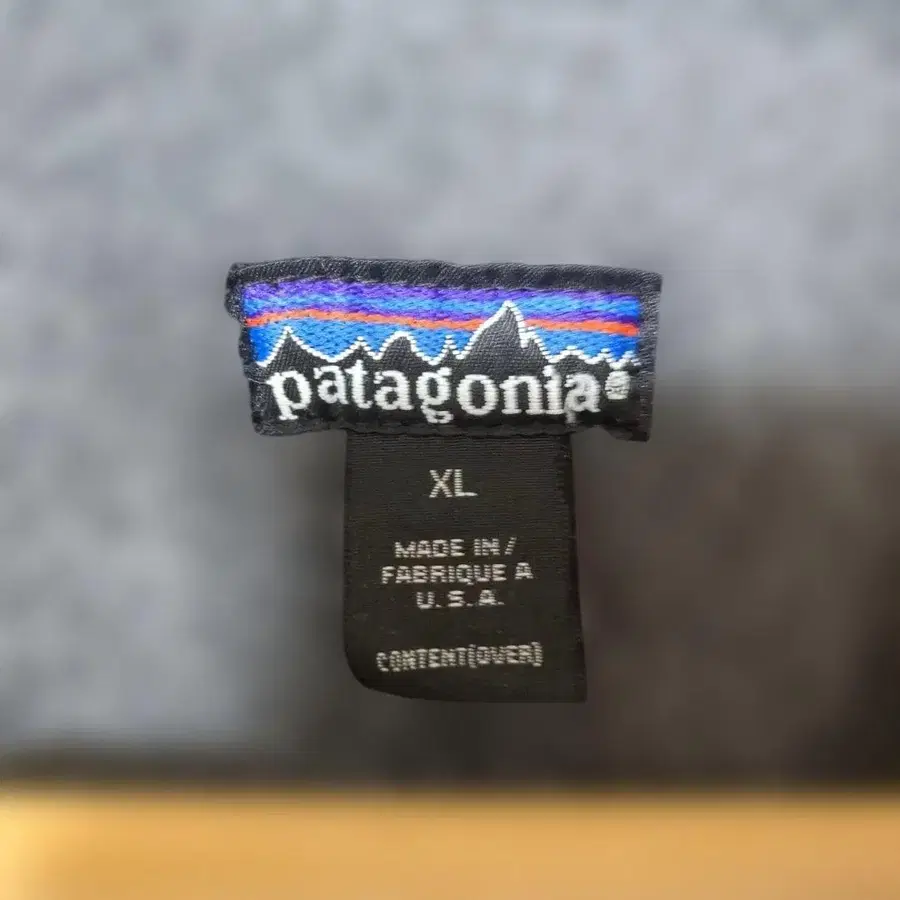 patagonia®
XL
MADE IN/
FABRIQUE A
U.S.A.
CONTENT(OVER)